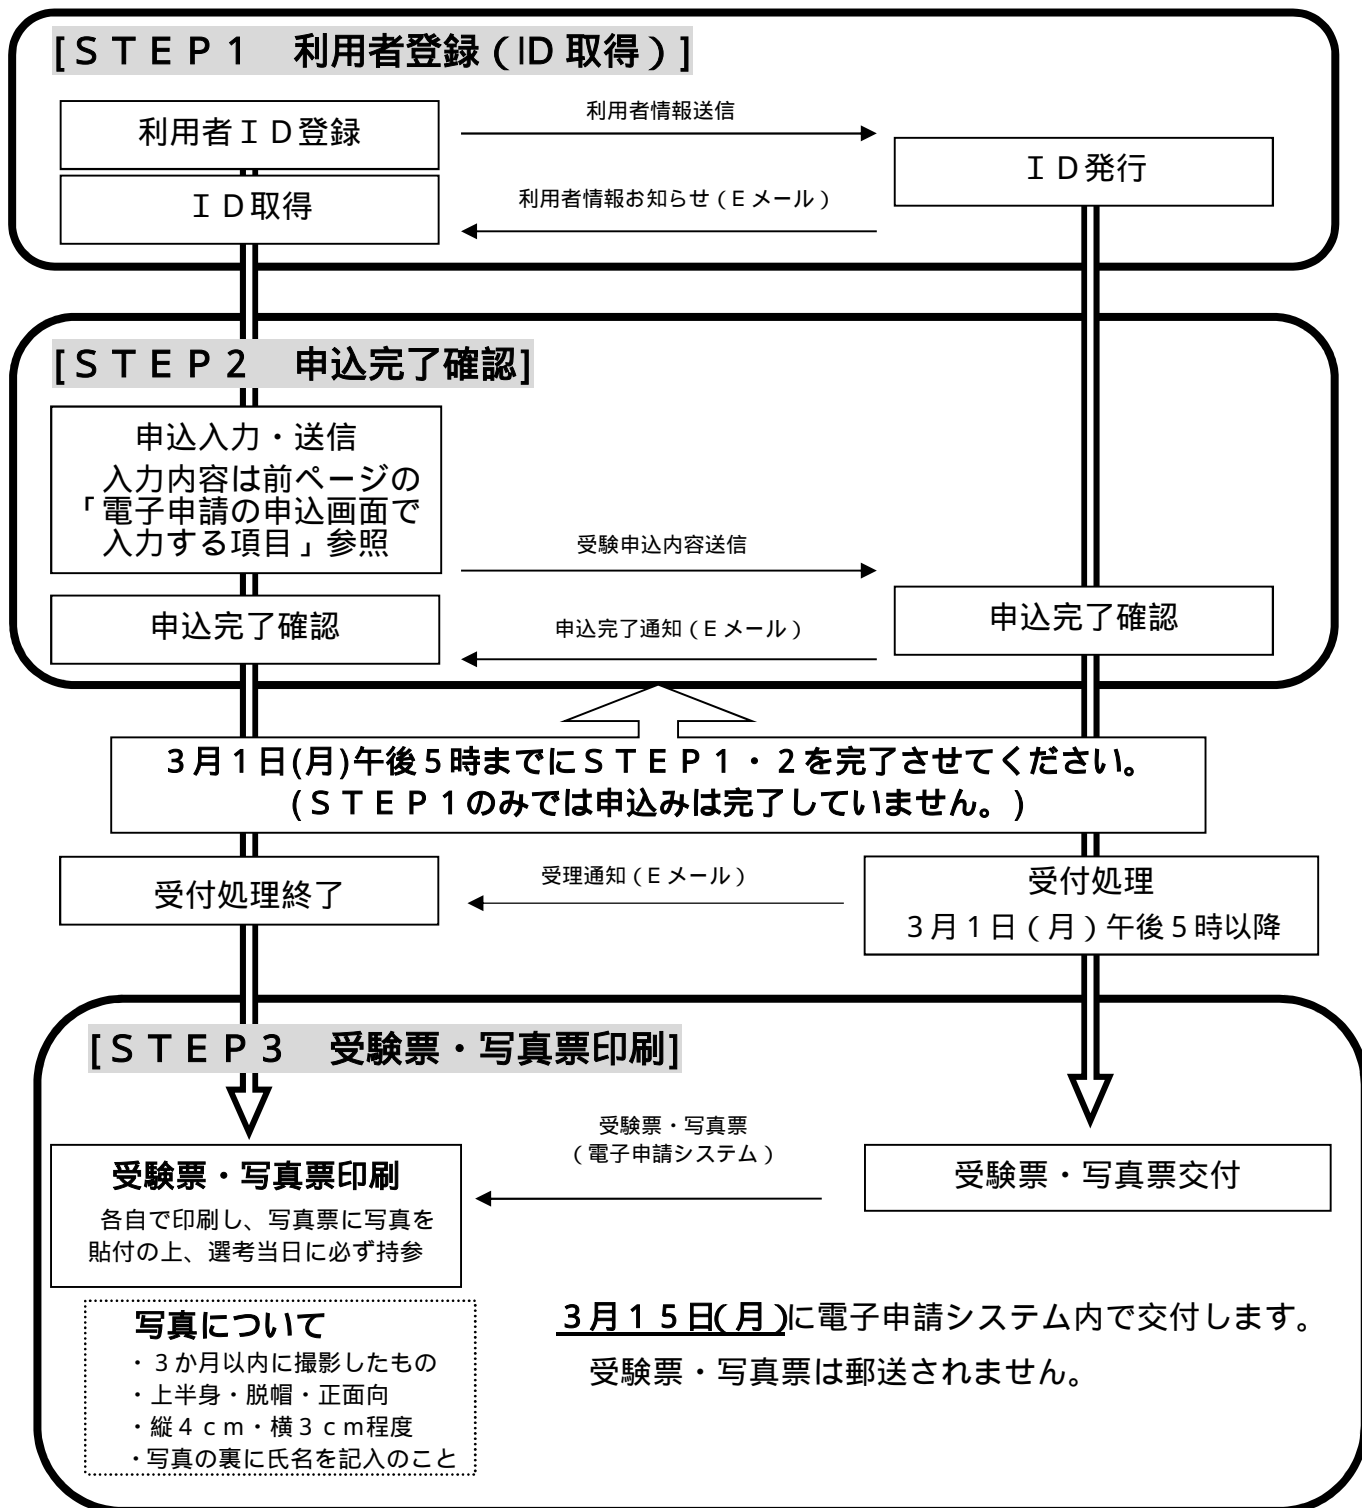 [ＳＴＥＰ１　利用者登録（ID 取得）]
利用者ＩＤ登録
利用者情報送信
ＩＤ発行
ＩＤ取得
利用者情報お知らせ（Ｅメール）
[ＳＴＥＰ２　申込完了確認]
申込入力・送信
入力内容は前ページの
「電子申請の申込画面で
入力する項目」参照
受験申込内容送信
申込完了確認
申込完了通知（Ｅメール）
申込完了確認
３月１日(月)午後５時までにＳＴＥＰ１・２を完了させてください。
(ＳＴＥＰ１のみでは申込みは完了していません。)
受付処理終了
受理通知（Ｅメール）
受付処理
３月１日（月）午後５時以降
[ＳＴＥＰ３　受験票・写真票印刷]
受験票・写真票
（電子申請システム）
受験票・写真票印刷
各自で印刷し、写真票に写真を
貼付の上、選考当日に必ず持参
受験票・写真票交付
写真について
・３か月以内に撮影したもの
・上半身・脱帽・正面向
・縦４ｃｍ・横３ｃｍ程度
・写真の裏に氏名を記入のこと
３月１５日(月)に電子申請システム内で交付します。
受験票・写真票は郵送されません。